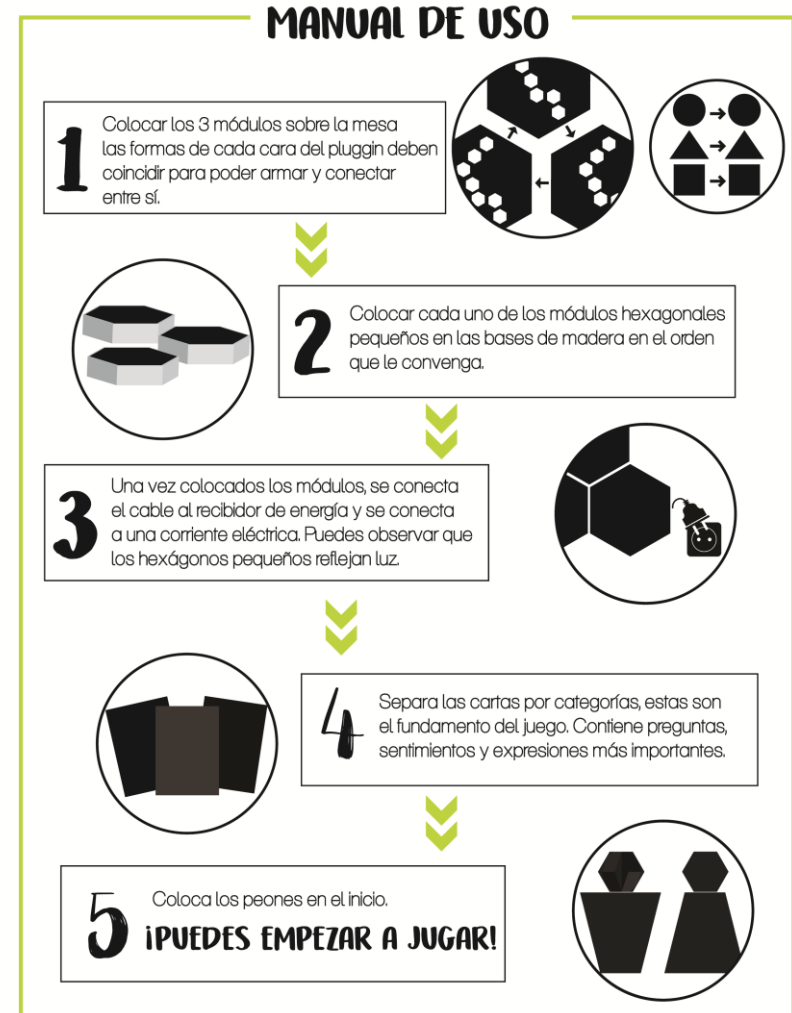 MANUAL DE USO
1
Colocar los 3 módulos sobre la mesa
las formas de cada cara del pluggin deben
coincidir para poder armar y conectar
entre sí.
2
Colocar cada uno de los módulos hexagonales
pequeños en las bases de madera en el orden
que le convenga.
3
Una vez colocados los módulos, se conecta
el cable al recibidor de energía y se conecta
a una corriente eléctrica. Puedes observar que
los hexágonos pequeños reflejan luz.
4
Separa las cartas por categorías, estas son
el fundamento del juego. Contiene preguntas,
sentimientos y expresiones más importantes.
5
Coloca los peones en el inicio.
¡PUEDES EMPEZAR A JUGAR!